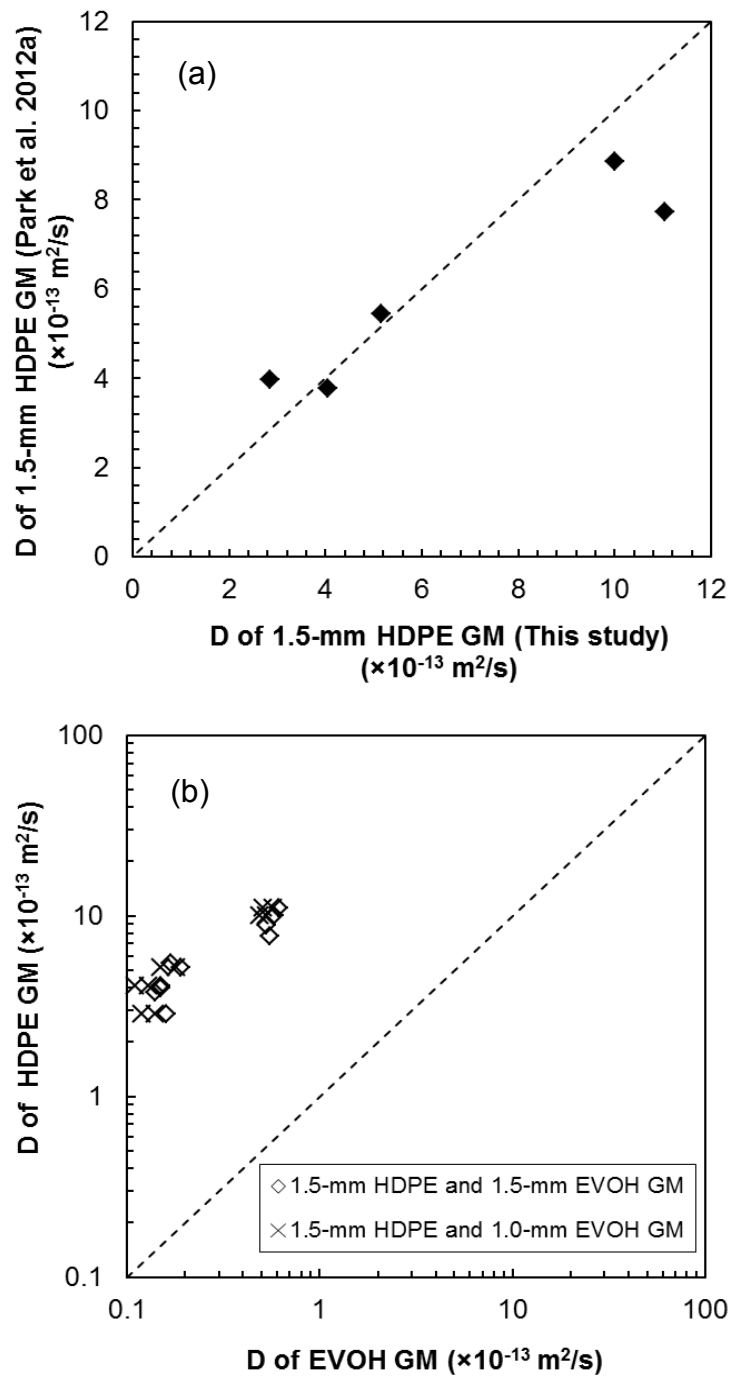 12
10
8
6
4
2
0
D of 1.5-mm HDPE GM (Park et al. 2012a)
(×10⁻¹³ m²/s)
(a)
0 2 4 6 8 10 12
D of 1.5-mm HDPE GM (This study)
(×10⁻¹³ m²/s)
100
10
1
0.1
D of HDPE GM (×10⁻¹³ m²/s)
(b)
1.5-mm HDPE and 1.5-mm EVOH GM
1.5-mm HDPE and 1.0-mm EVOH GM
0.1 1 10 100
D of EVOH GM (×10⁻¹³ m²/s)